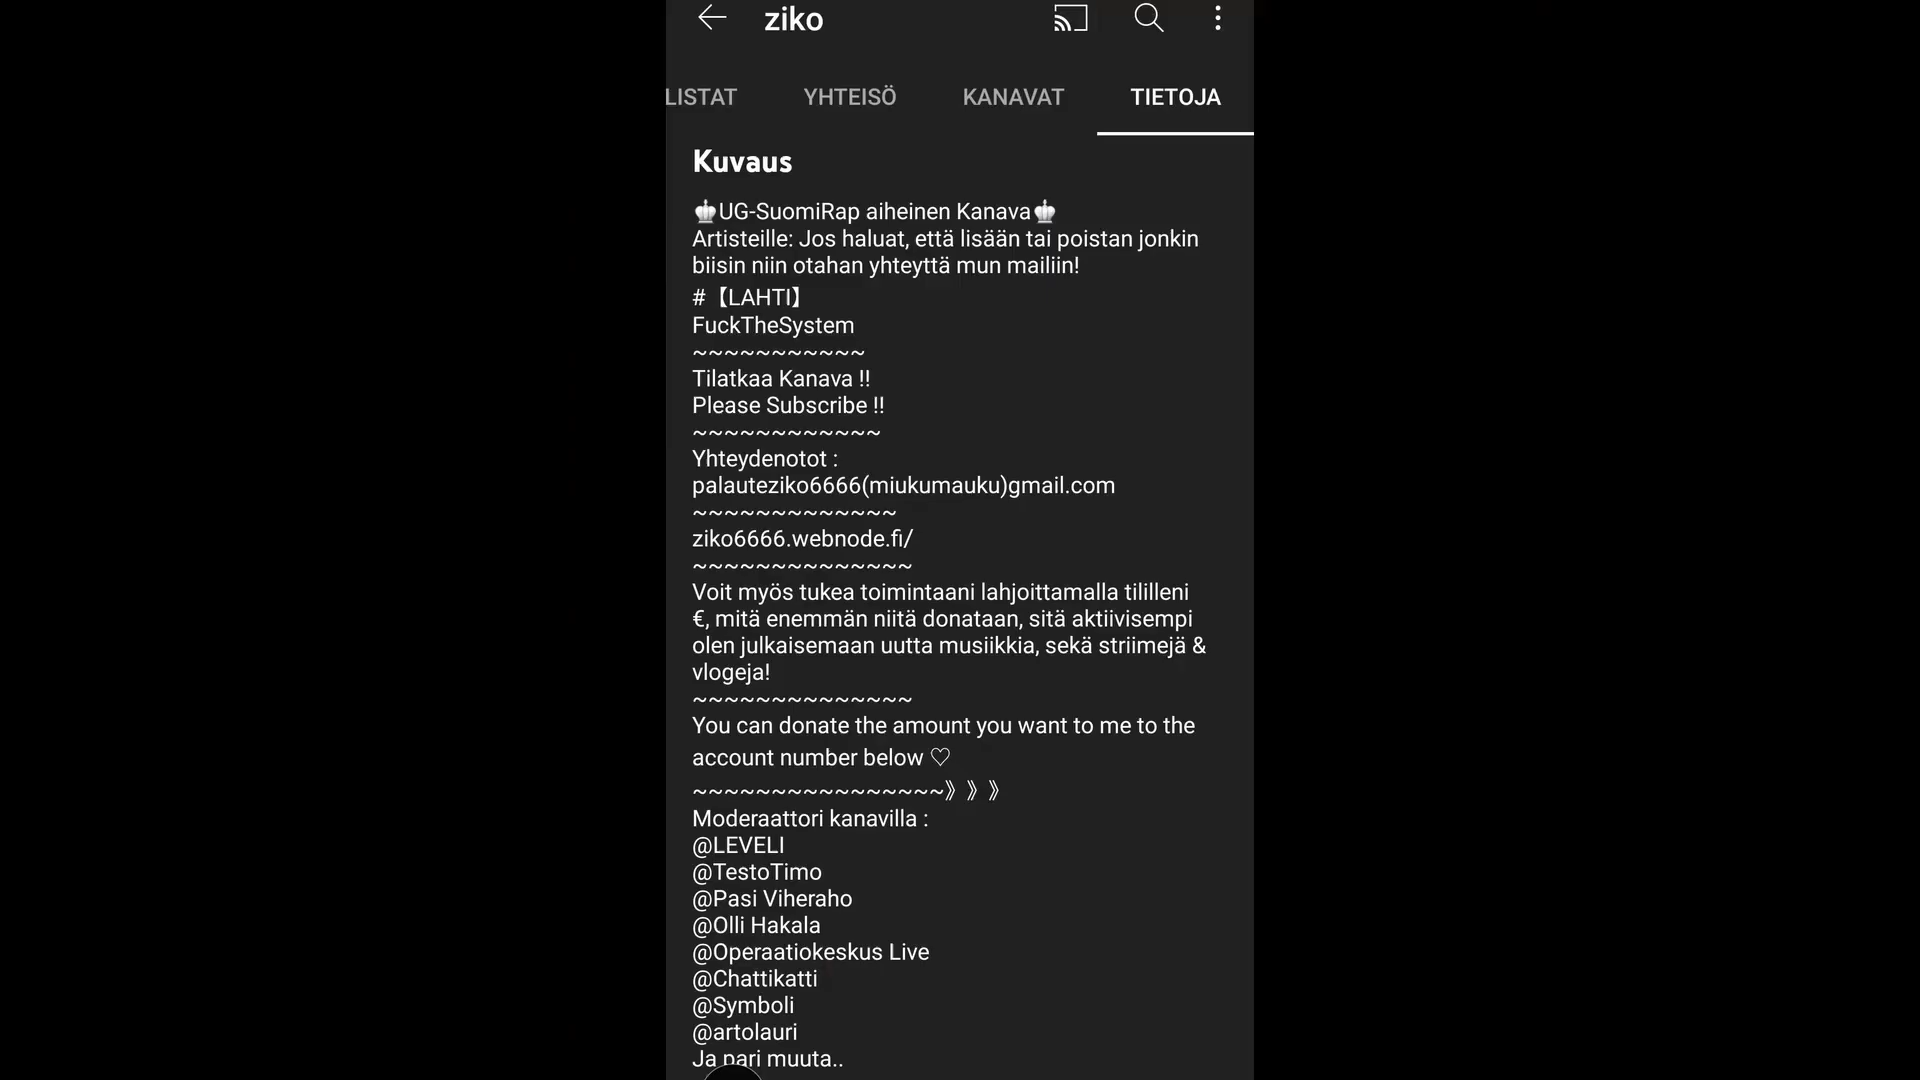 ziko
LISTAT YHTEISÖ KANAVAT TIETOJA
Kuvaus
♚UG-SuomiRap aiheinen Kanava♚
Artisteille: Jos haluat, että lisään tai poistan jonkin
biisin niin otahan yhteyttä mun mailiin!
#【LAHTI】
FuckTheSystem
~~~~~~~~~~~
Tilatkaa Kanava !!
Please Subscribe !!
~~~~~~~~~~~~
Yhteydenotot :
palauteziko6666(miukumauku)gmail.com
~~~~~~~~~~~~~
ziko6666.webnode.fi/
~~~~~~~~~~~~~~
Voit myös tukea toimintaani lahjoittamalla tililleni
€, mitä enemmän niitä donataan, sitä aktiivisempi
olen julkaisemaan uutta musiikkia, sekä striimejä &
vlogeja!
~~~~~~~~~~~~~~
You can donate the amount you want to me to the
account number below ♡
~~~~~~~~~~~~~~~~》》》
Moderaattori kanavilla :
@LEVELI
@TestoTimo
@Pasi Viheraho
@Olli Hakala
@Operaatiokeskus Live
@Chattikatti
@Symboli
@artolauri
Ja pari muuta..